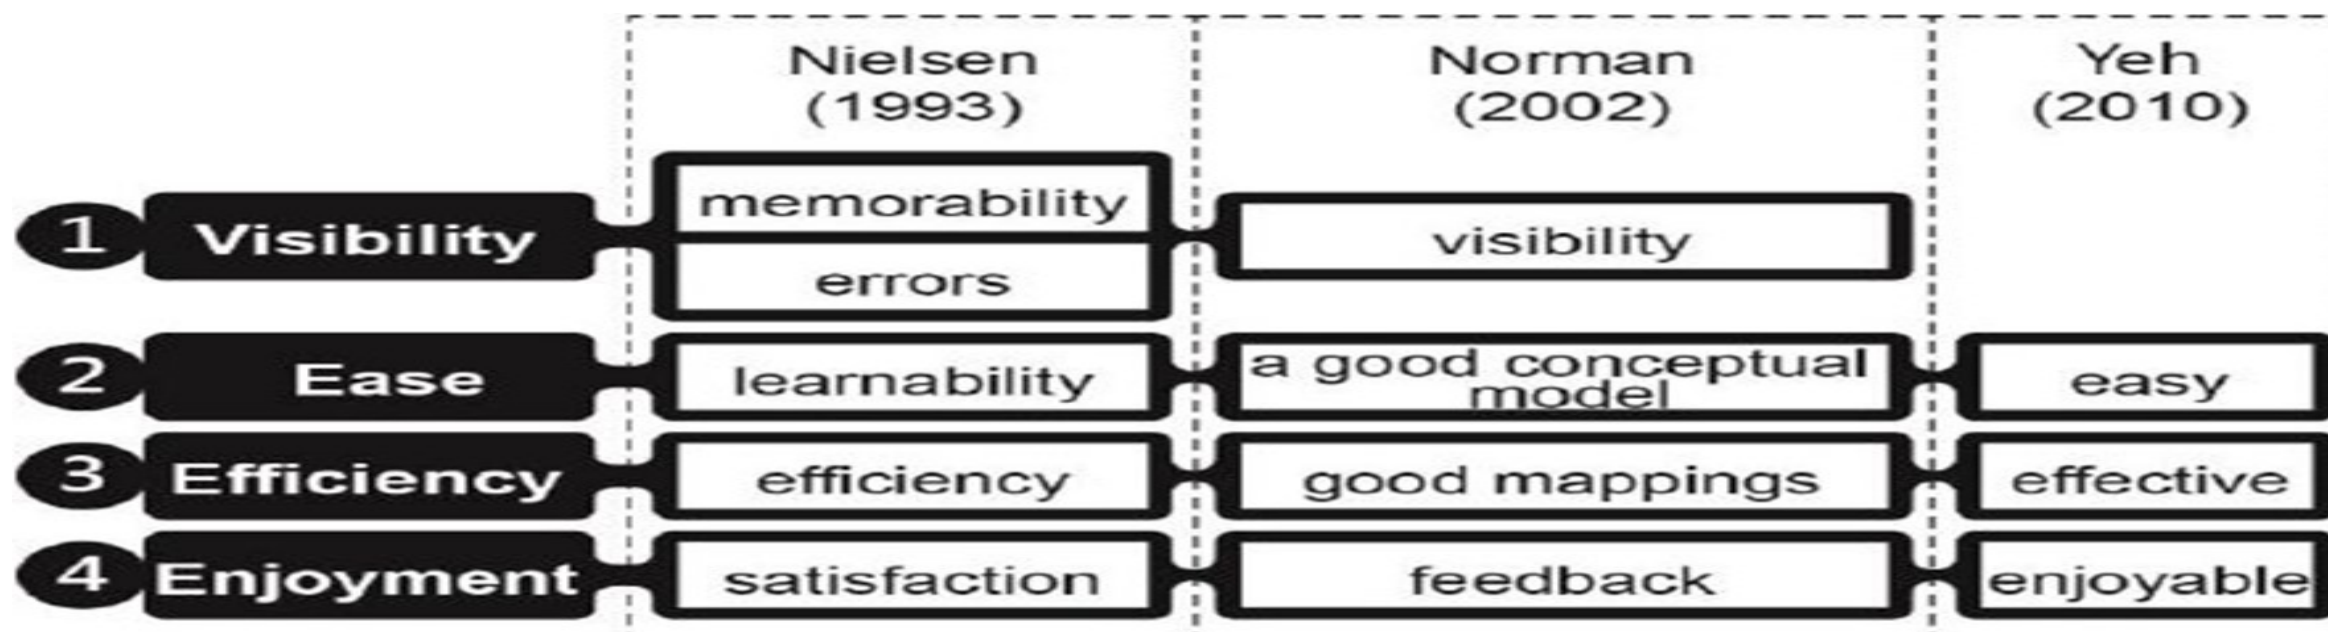 Nielsen
(1993)
Norman
(2002)
Yeh
(2010)
1 Visibility
memorability
errors
visibility
2 Ease
learnability
a good conceptual
model
easy
3 Efficiency
efficiency
good mappings
effective
4 Enjoyment
satisfaction
feedback
enjoyable